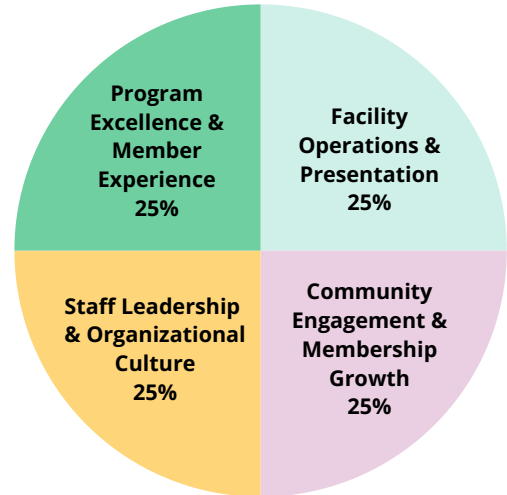 Program
Excellence &
Member
Experience
25%
Facility
Operations &
Presentation
25%
Staff Leadership
& Organizational
Culture
25%
Community
Engagement &
Membership
Growth
25%